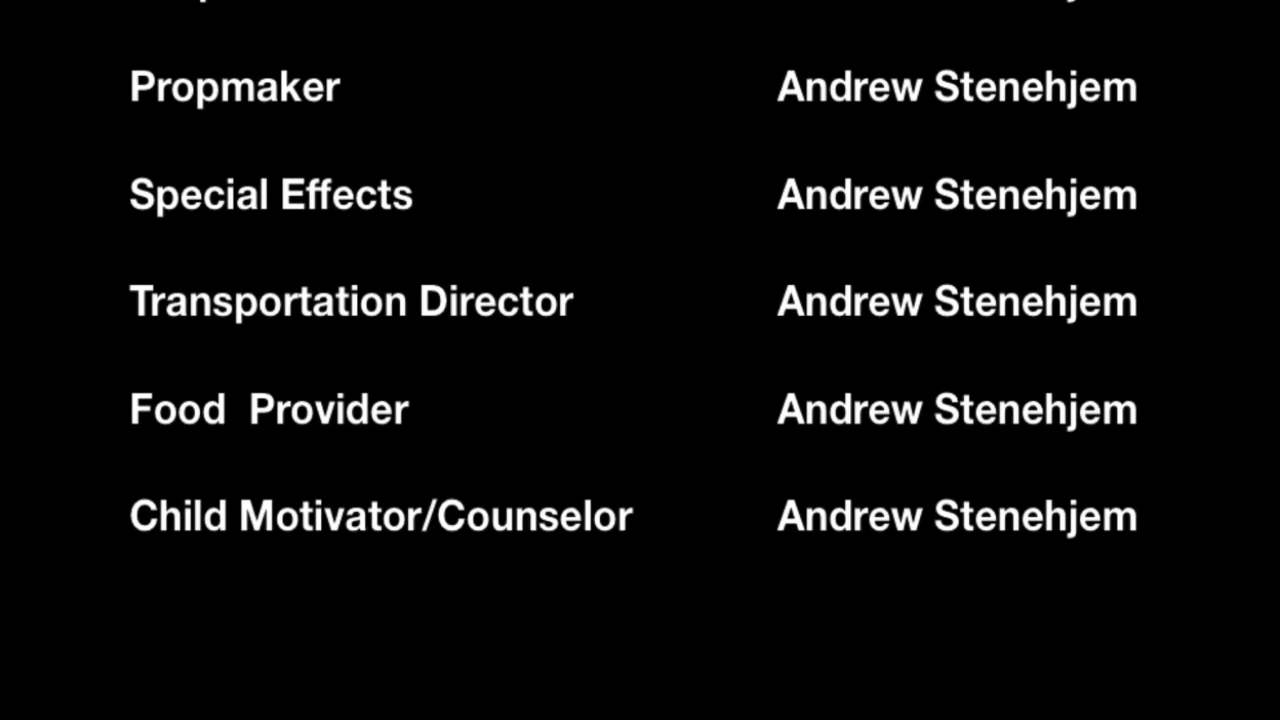 Propmaker Andrew Stenehjem
Special Effects Andrew Stenehjem
Transportation Director Andrew Stenehjem
Food  Provider Andrew Stenehjem
Child Motivator/Counselor Andrew Stenehjem